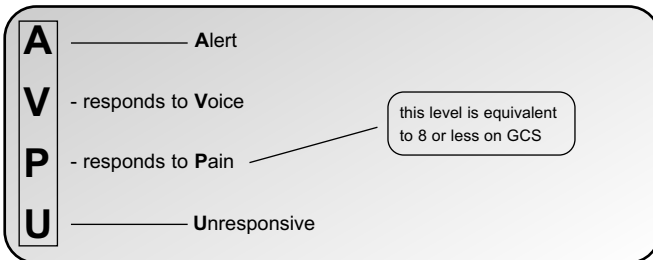 A Alert
V - responds to Voice
this level is equivalent
to 8 or less on GCS
P - responds to Pain
U Unresponsive